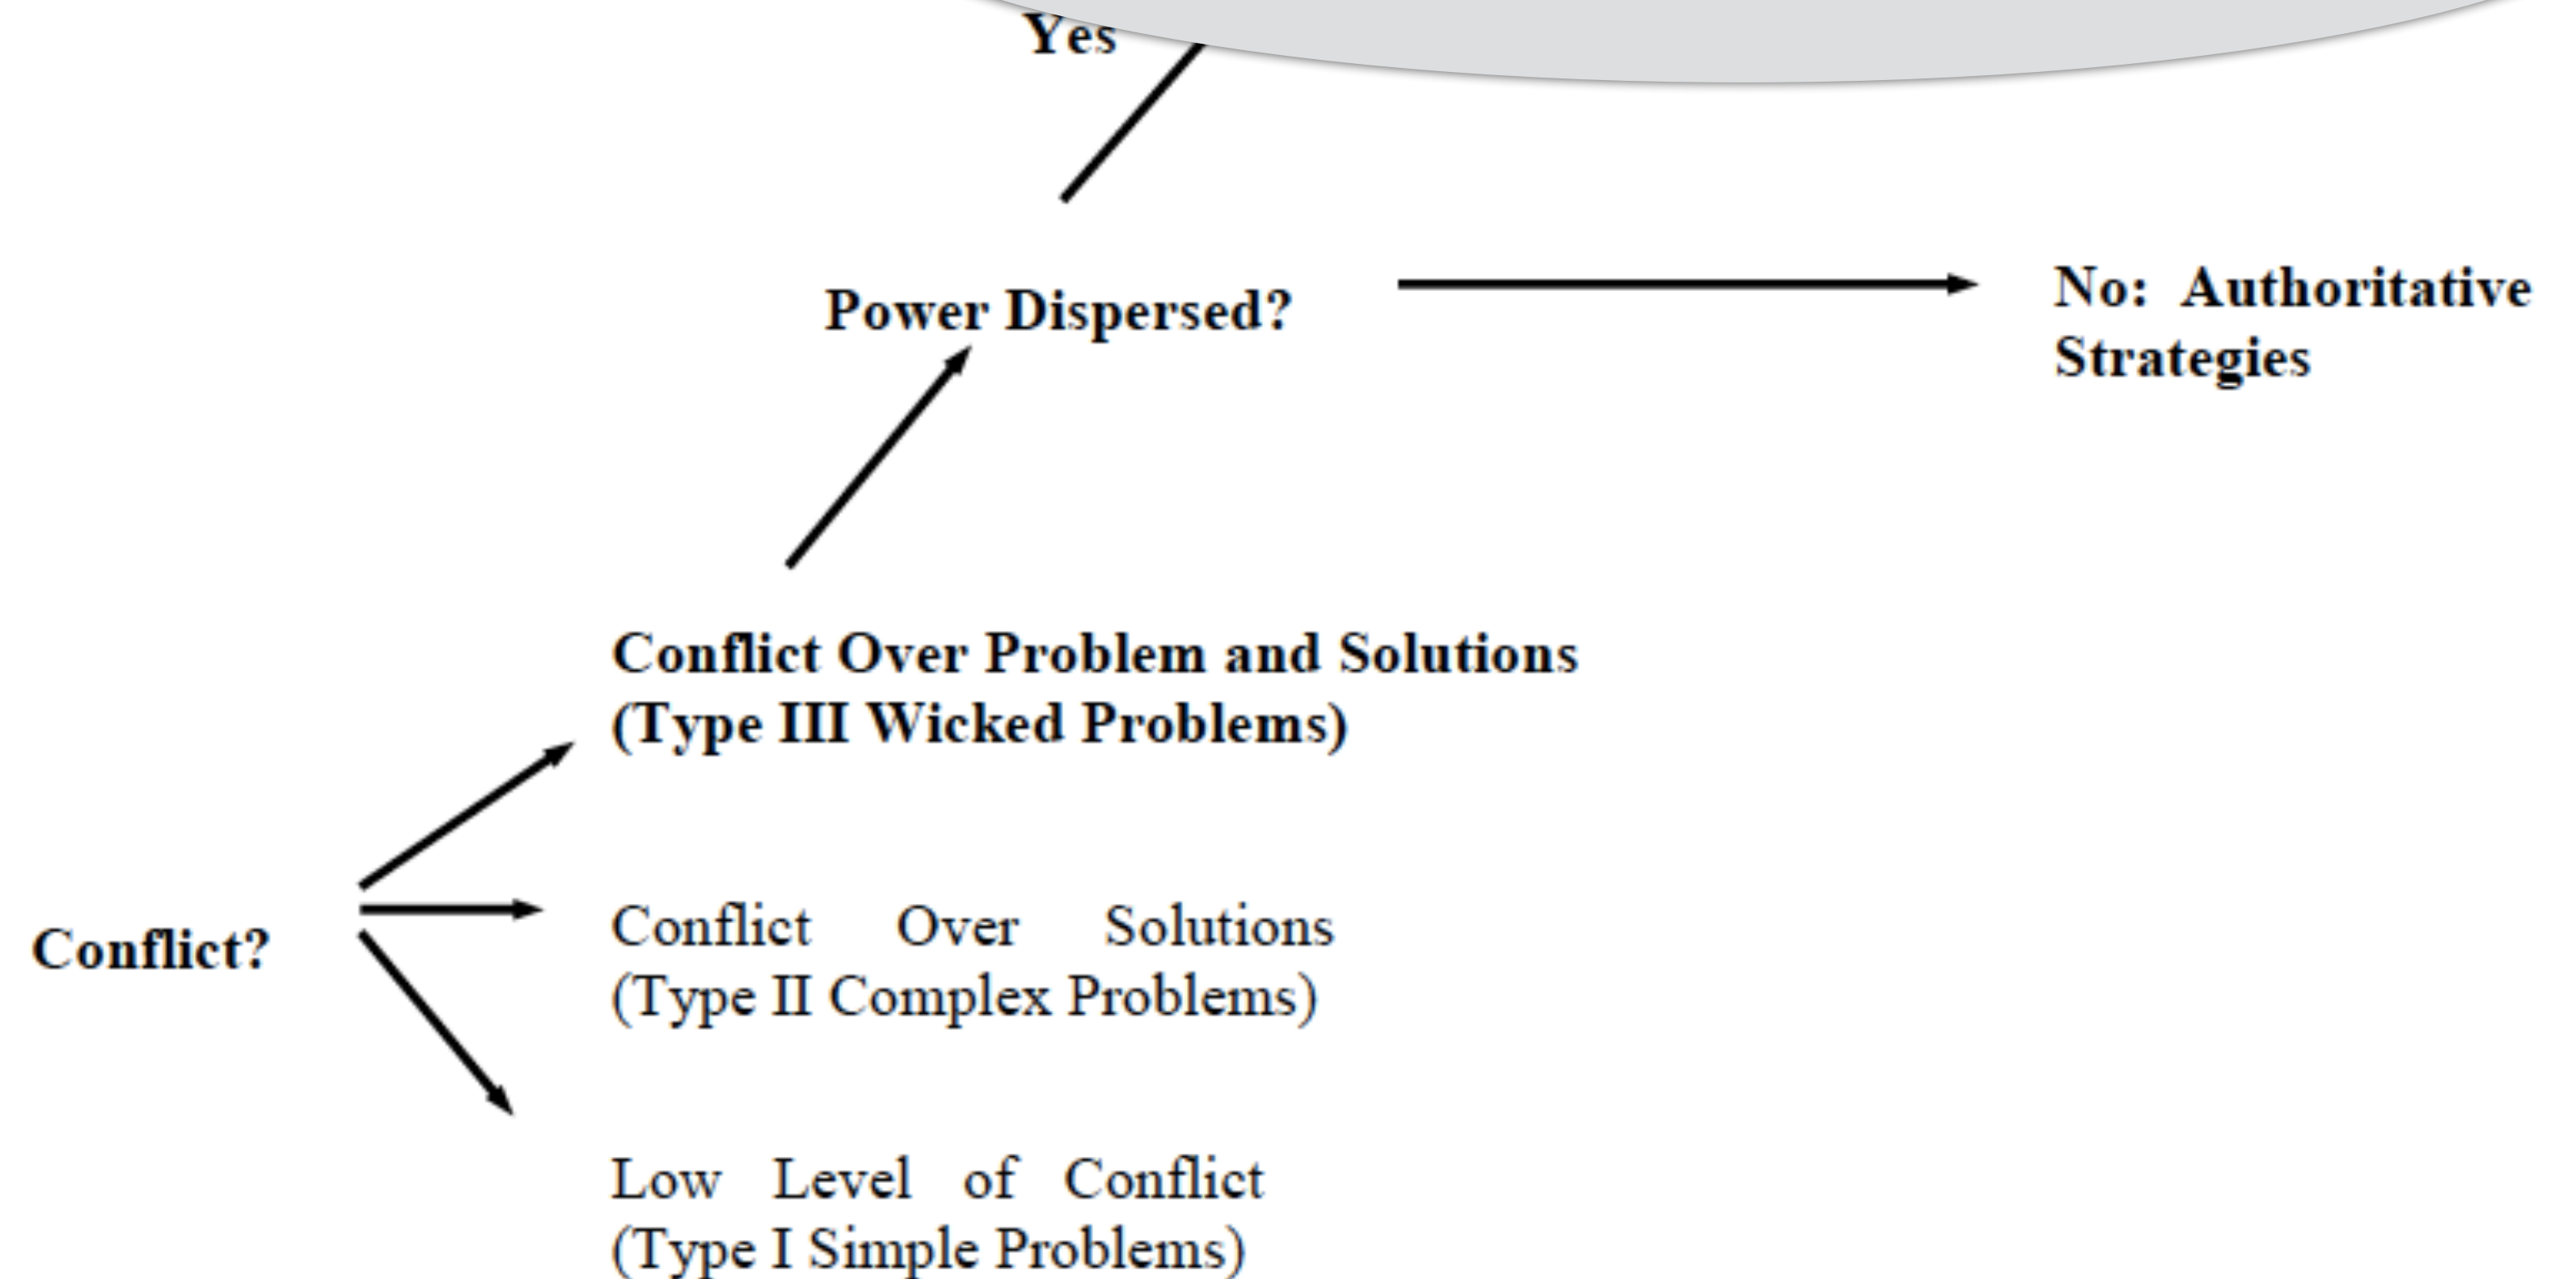 Yes
Power Dispersed?
No: Authoritative
Strategies
Conflict Over Problem and Solutions
(Type III Wicked Problems)
Conflict?
Conflict Over Solutions
(Type II Complex Problems)
Low Level of Conflict
(Type I Simple Problems)